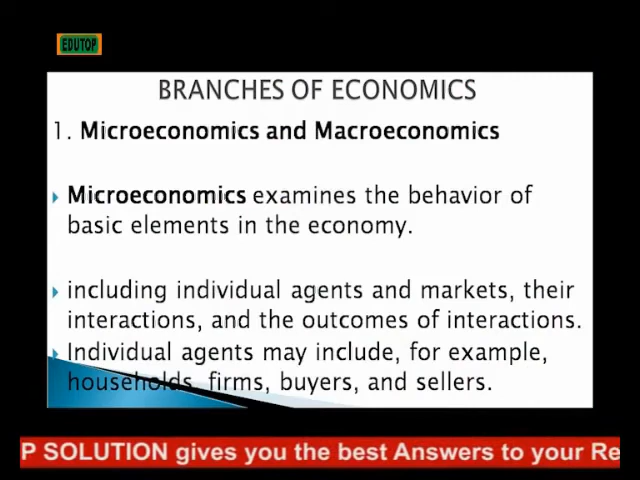 EDUTOP
BRANCHES OF ECONOMICS
1. Microeconomics and Macroeconomics
Microeconomics examines the behavior of
basic elements in the economy.
including individual agents and markets, their
interactions, and the outcomes of interactions.
Individual agents may include, for example,
households, firms, buyers, and sellers.
P SOLUTION gives you the best Answers to your Re